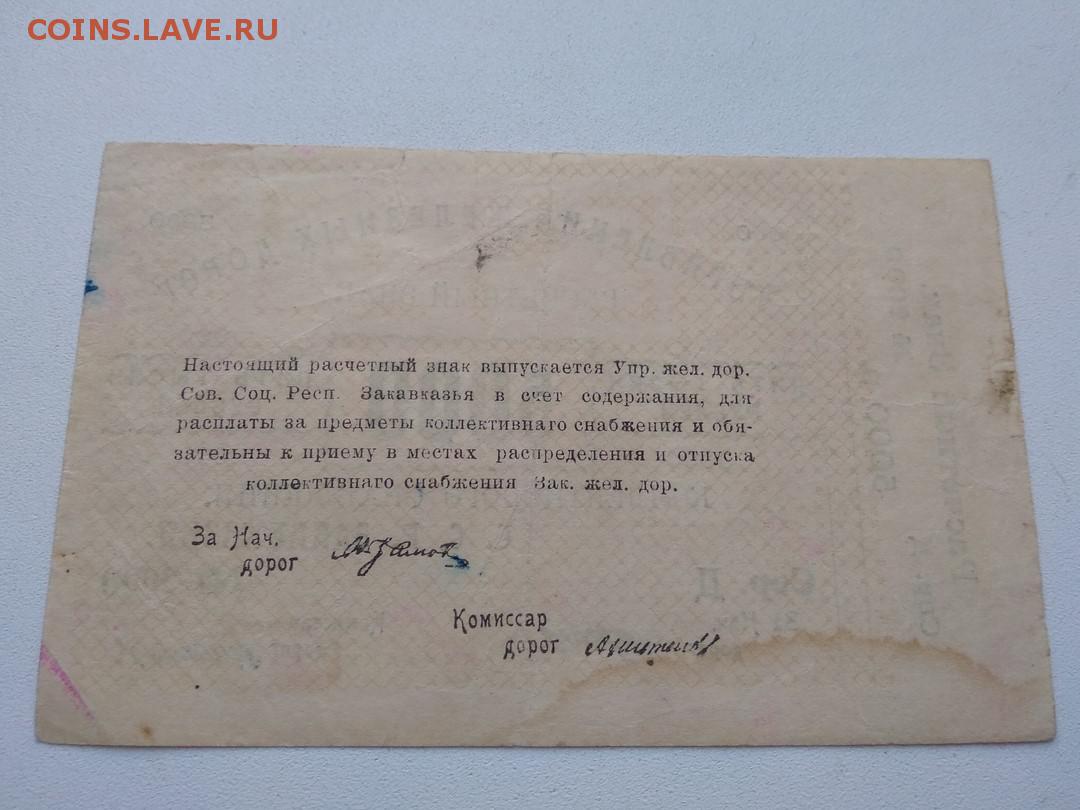 COINS.LAVE.RU
Настоящий расчетный знак выпускается Упр. жел. дор.
Сов. Соц. Респ. Закавказья в счет содержания, для
расплаты за предметы коллективнаго снабжения и обя-
зательны к приему в местах распределения и отпуска
коллективнаго снабжения Зак. жел. дор.
За Нач.
дорог
Комиссар
дорог